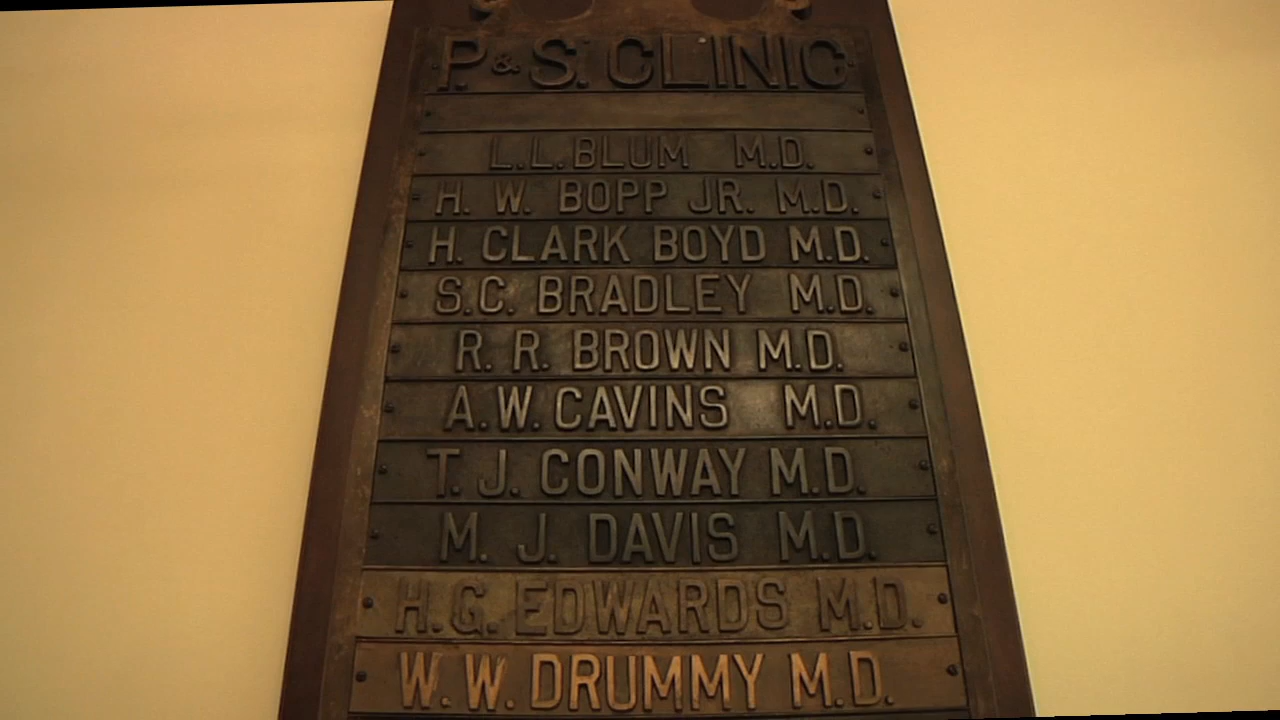 P. & S. CLINIC
L. L. BLUM M.D.
H. W. BOPP JR. M.D.
H. CLARK BOYD M.D.
S.C. BRADLEY M.D.
R. R. BROWN M.D.
A. W. CAVINS M.D.
T. J. CONWAY M.D.
M. J. DAVIS M.D.
H. G. EDWARDS M.D.
W. W. DRUMMY M.D.